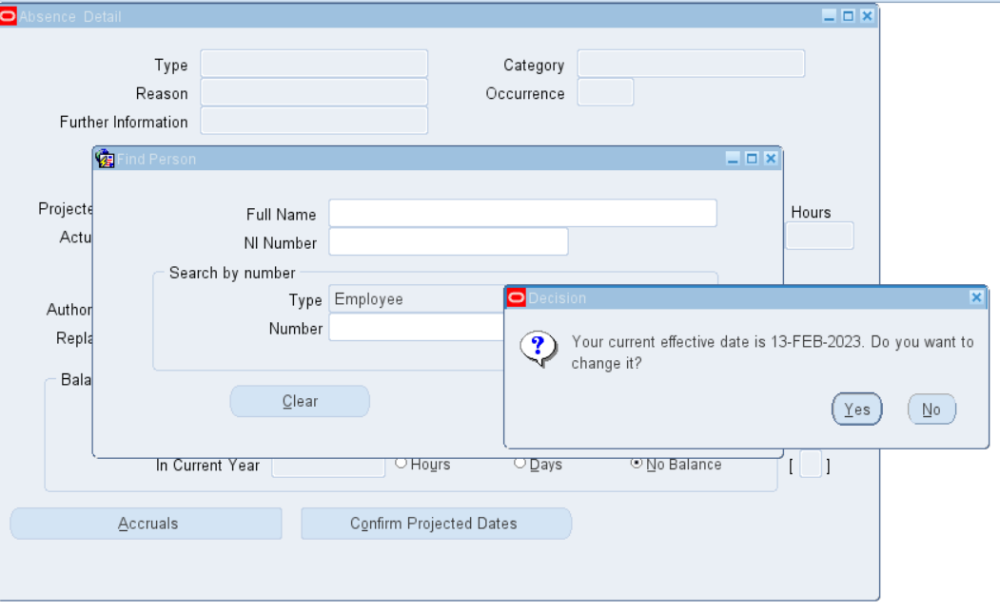 Absence Detail
Type
Category
Reason
Occurrence
Further Information
Find Person
Projecte
Full Name
Hours
Actu
NI Number
Search by number
Type Employee
Decision
Author
Number
Repla
Your current effective date is 13-FEB-2023. Do you want to
change it?
Bala
Clear
Yes
No
In Current Year
Hours
Days
No Balance
[ ]
Accruals
Confirm Projected Dates